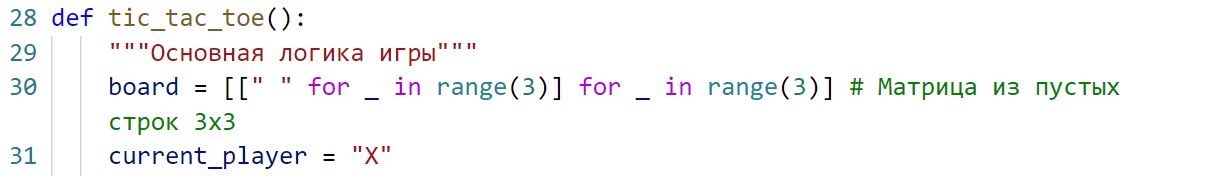 28 def tic_tac_toe():
29 """Основная логика игры"""
30 board = [[" " for _ in range(3)] for _ in range(3)] # Матрица из пустых
строк 3x3
31 current_player = "X"